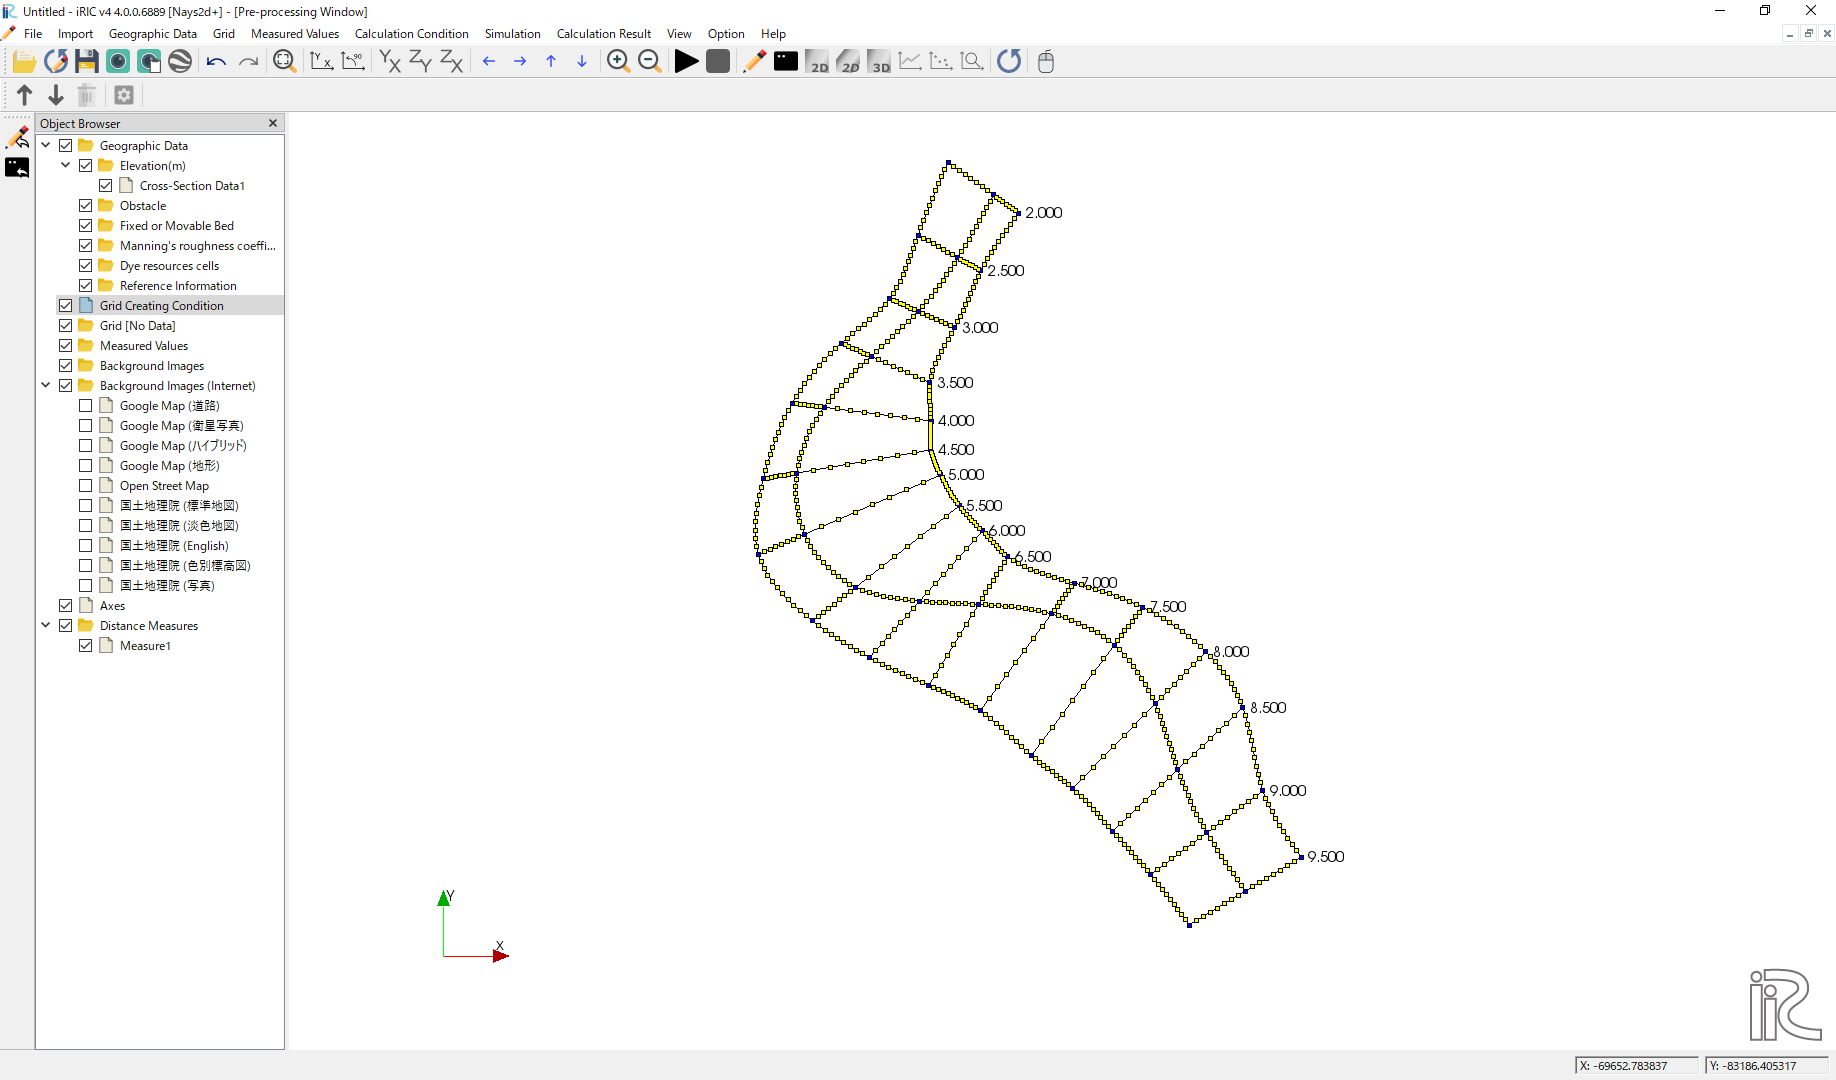 Untitled - iRIC v4 4.0.0.6889 [Nays2d+] - [Pre-processing Window]
File Import Geographic Data Grid Measured Values Calculation Condition Simulation Calculation Result View Option Help
Y X -90 YX ZY ZX 2D 2D 3D
Object Browser
Geographic Data
Elevation(m)
Cross-Section Data1
Obstacle
Fixed or Movable Bed
Manning's roughness coeffi...
Dye resources cells
Reference Information
Grid Creating Condition
Grid [No Data]
Measured Values
Background Images
Background Images (Internet)
Google Map (道路)
Google Map (衛星写真)
Google Map (ハイブリッド)
Google Map (地形)
Open Street Map
国土地理院 (標準地図)
国土地理院 (淡色地図)
国土地理院 (English)
国土地理院 (色別標高図)
国土地理院 (写真)
Axes
Distance Measures
Measure1
2.000
2.500
3.000
3.500
4.000
4.500
5.000
5.500
6.000
6.500
7.000
7.500
8.000
8.500
9.000
9.500
Y
X
iRIC
X: -69652.783837
Y: -83186.405317